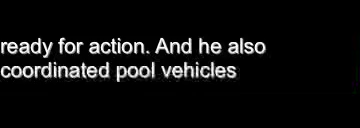 ready for action. And he also
coordinated pool vehicles